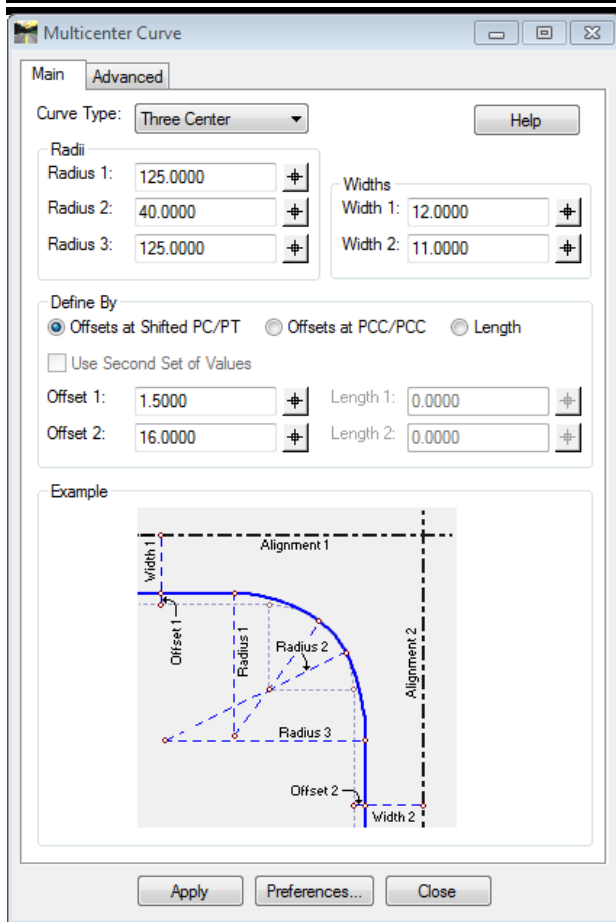 Multicenter Curve
Main Advanced
Curve Type: Three Center Help
Radii
Radius 1: 125.0000
Radius 2: 40.0000
Radius 3: 125.0000
Widths
Width 1: 12.0000
Width 2: 11.0000
Define By
Offsets at Shifted PC/PT Offsets at PCC/PCC Length
Use Second Set of Values
Offset 1: 1.5000 Length 1: 0.0000
Offset 2: 16.0000 Length 2: 0.0000
Example
Width 1
Alignment 1
Offset 1
Radius 1
Radius 2
Alignment 2
Radius 3
Offset 2
Width 2
Apply Preferences... Close